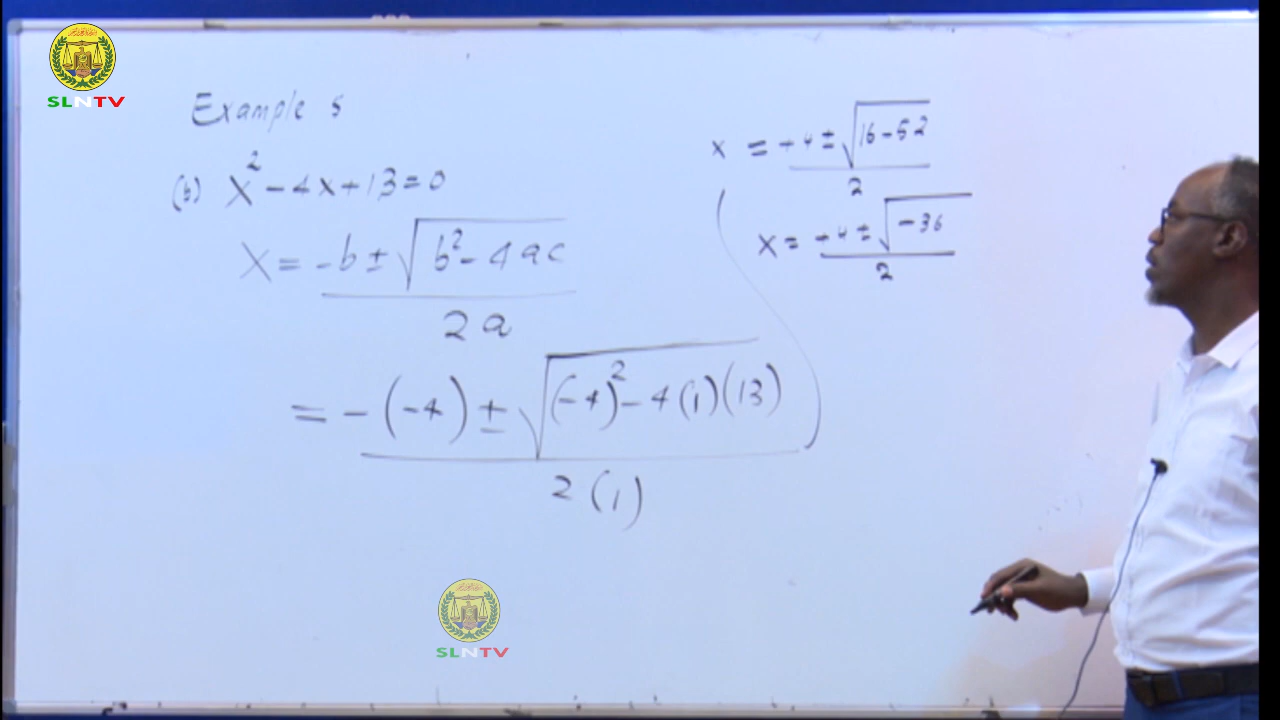 SLNTV
Example 5
(b) x² - 4x + 13 = 0
x = -b ± √(b² - 4ac)
2a
= -(-4) ± √((-4)² - 4(1)(13))
2(1)
x = +4 ± √(16 - 52)
2
x = +4 ± √(-36)
2
SLNTV